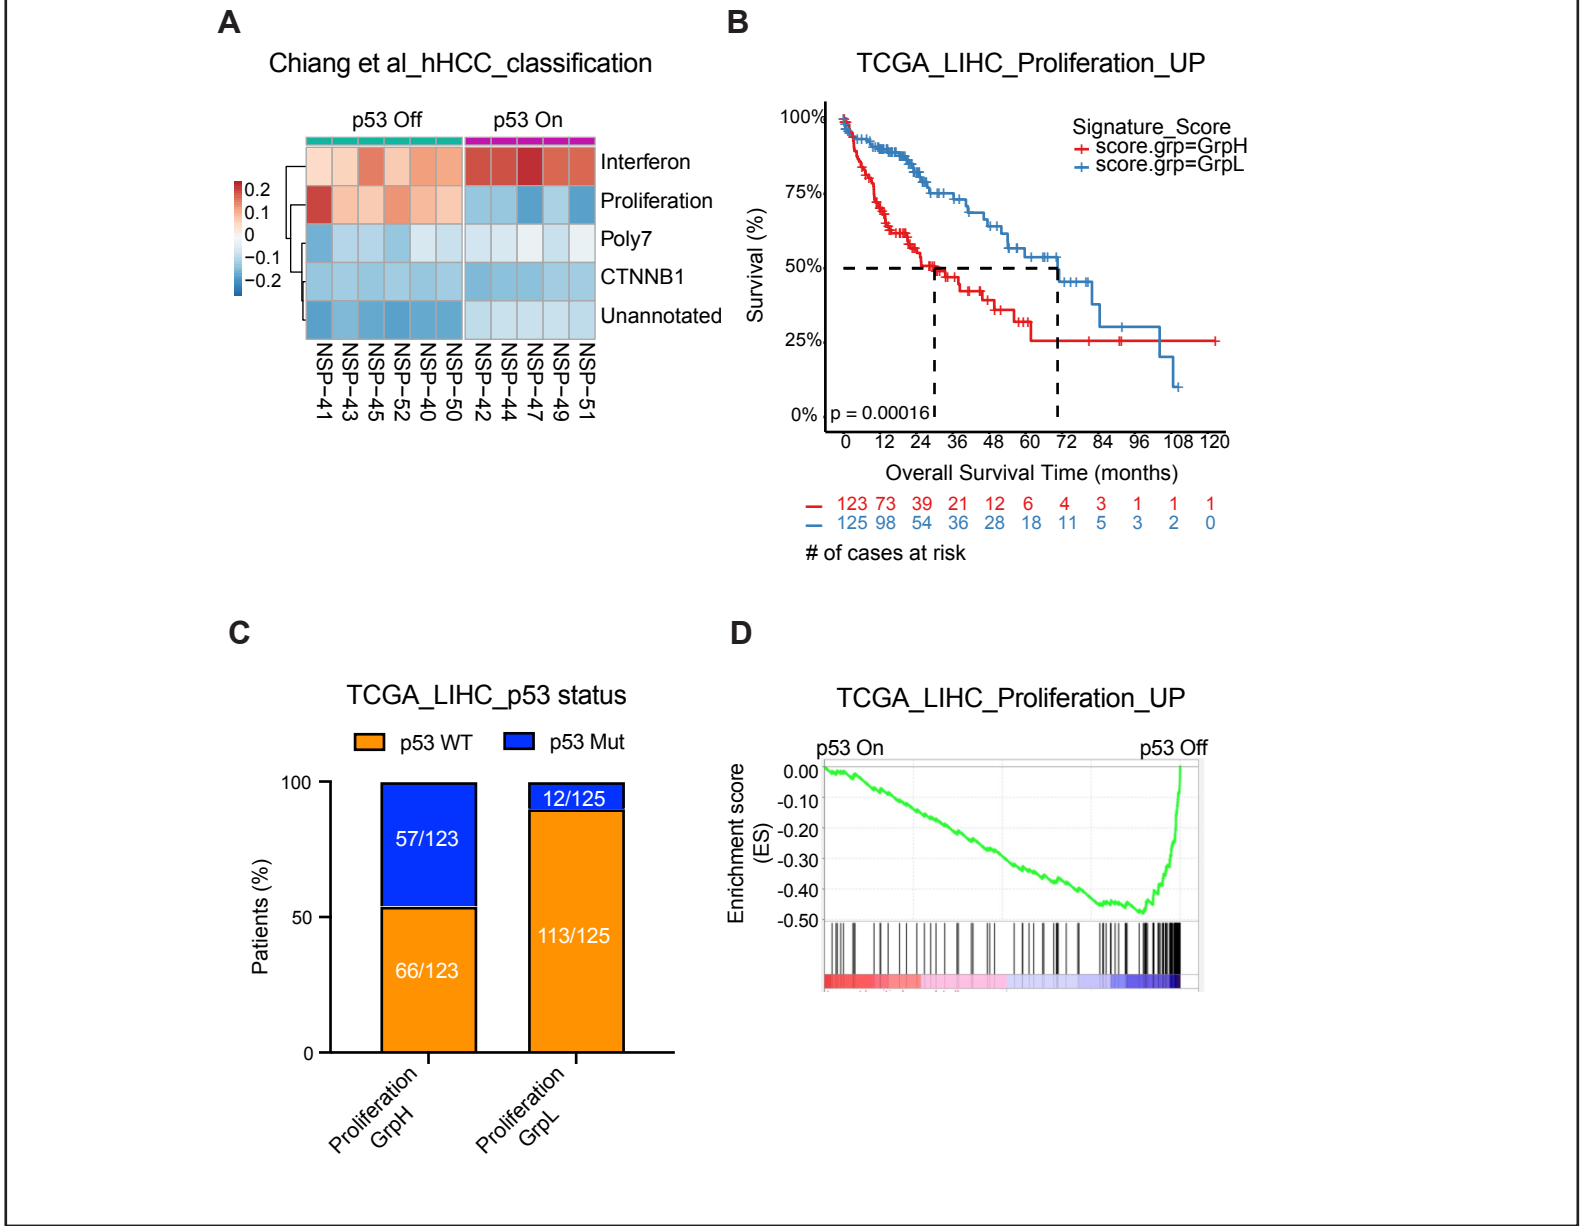 A
Chiang et al_hHCC_classification
p53 Off
p53 On
Interferon
Proliferation
Poly7
CTNNB1
Unannotated
0.2
0.1
0
−0.1
−0.2
NSP−41
NSP−43
NSP−45
NSP−52
NSP−40
NSP−50
NSP−42
NSP−44
NSP−47
NSP−49
NSP−51
B
TCGA_LIHC_Proliferation_UP
Signature_Score
score.grp=GrpH
score.grp=GrpL
Survival (%)
100%
75%
50%
25%
0%
p = 0.00016
0 12 24 36 48 60 72 84 96 108 120
Overall Survival Time (months)
123 73 39 21 12 6 4 3 1 1 1
125 98 54 36 28 18 11 5 3 2 0
# of cases at risk
C
TCGA_LIHC_p53 status
p53 WT
p53 Mut
Patients (%)
100
50
0
57/123
66/123
12/125
113/125
Proliferation
GrpH
Proliferation
GrpL
D
TCGA_LIHC_Proliferation_UP
p53 On
p53 Off
Enrichment score
(ES)
0.00
-0.10
-0.20
-0.30
-0.40
-0.50